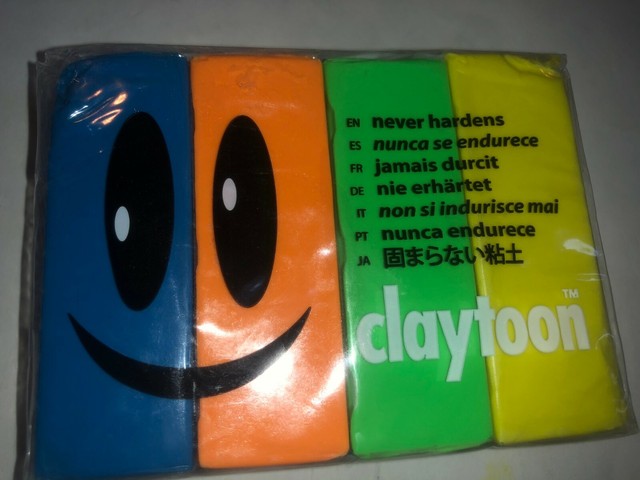 EN never hardens
ES nunca se endurece
FR jamais durcit
DE nie erhärtet
IT non si indurisce mai
PT nunca endurece
JA 固まらない粘土
claytoon™